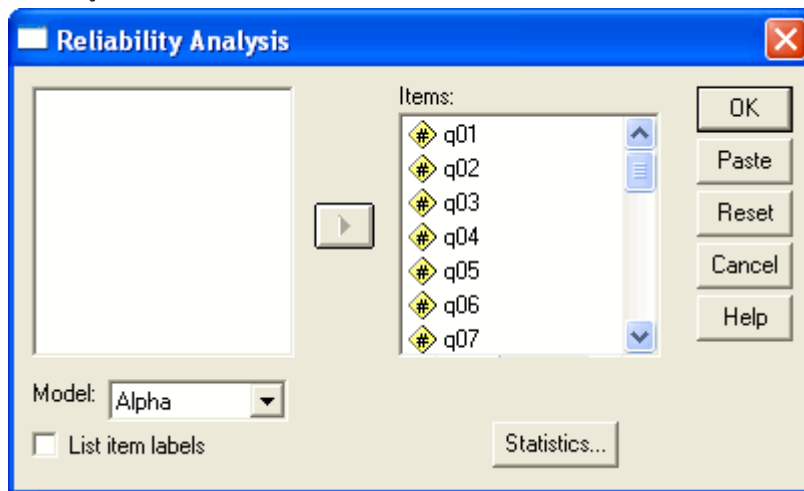 Reliability Analysis
Items:
# q01
# q02
# q03
# q04
# q05
# q06
# q07
OK
Paste
Reset
Cancel
Help
Model: Alpha
List item labels
Statistics...